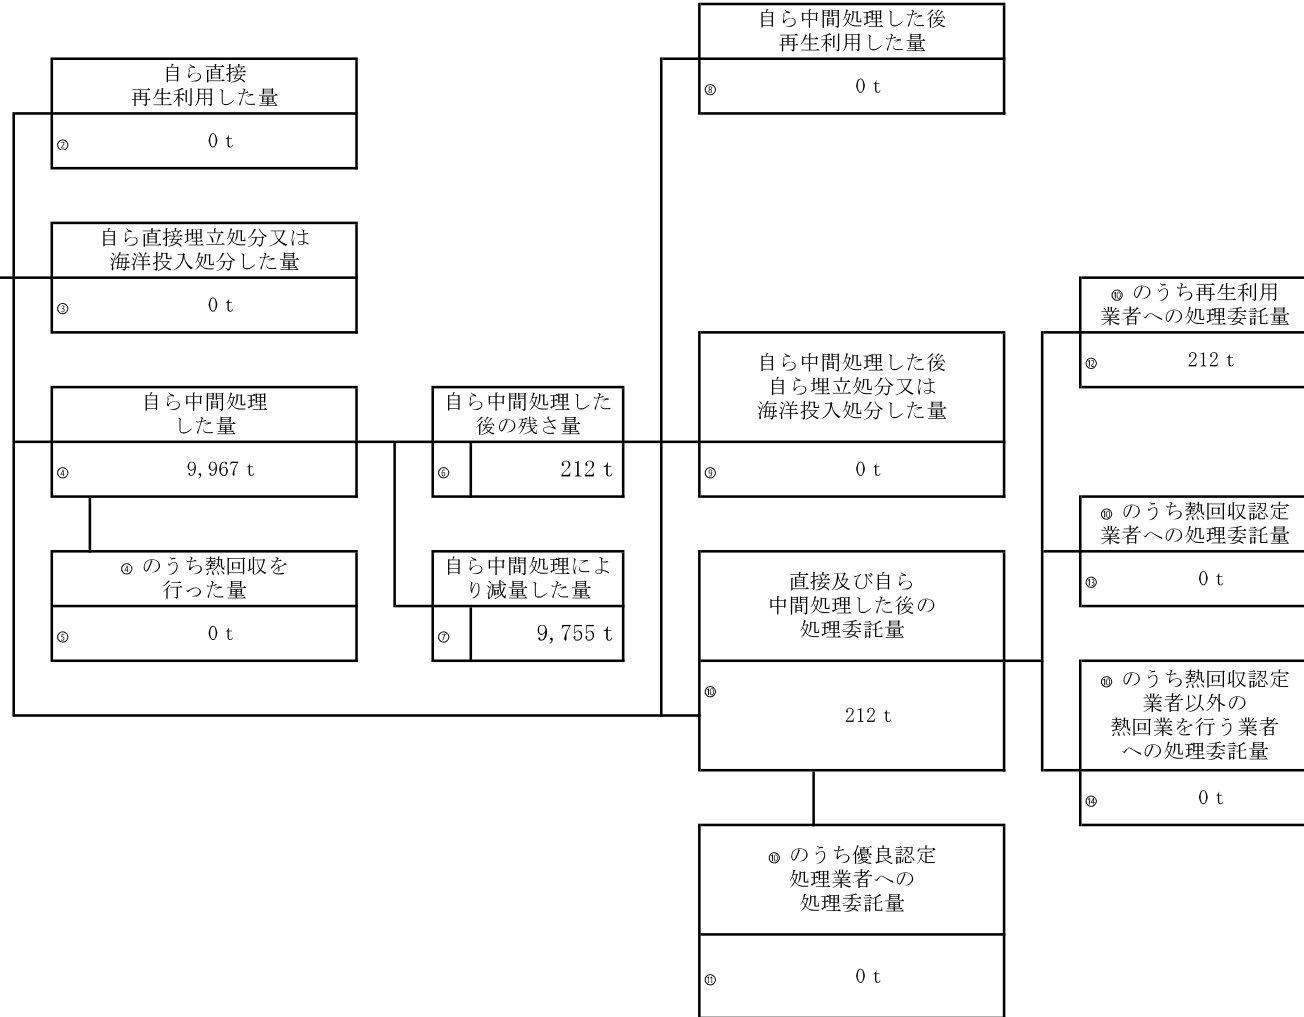 自ら中間処理した後
再生利用した量
⑧ 0 t
自ら直接
再生利用した量
② 0 t
自ら直接埋立処分又は
海洋投入処分した量
③ 0 t
⑩ のうち再生利用
業者への処理委託量
⑫ 212 t
自ら中間処理した後
自ら埋立処分又は
海洋投入処分した量
⑨ 0 t
自ら中間処理
した量
④ 9,967 t
自ら中間処理した
後の残さ量
⑥ 212 t
⑩ のうち熱回収認定
業者への処理委託量
⑬ 0 t
④ のうち熱回収を
行った量
⑤ 0 t
自ら中間処理によ
り減量した量
⑦ 9,755 t
直接及び自ら
中間処理した後の
処理委託量
⑩ 212 t
⑩ のうち熱回収認定
業者以外の
熱回業を行う業者
への処理委託量
⑭ 0 t
⑩ のうち優良認定
処理業者への
処理委託量
⑪ 0 t